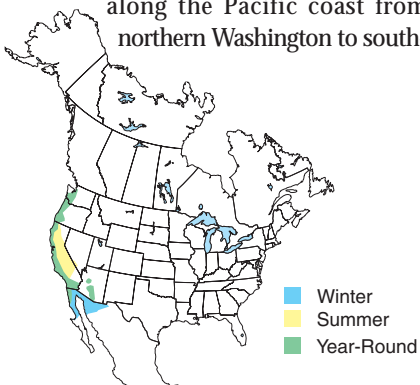 along the Pacific coast from
northern Washington to south
Winter
Summer
Year-Round